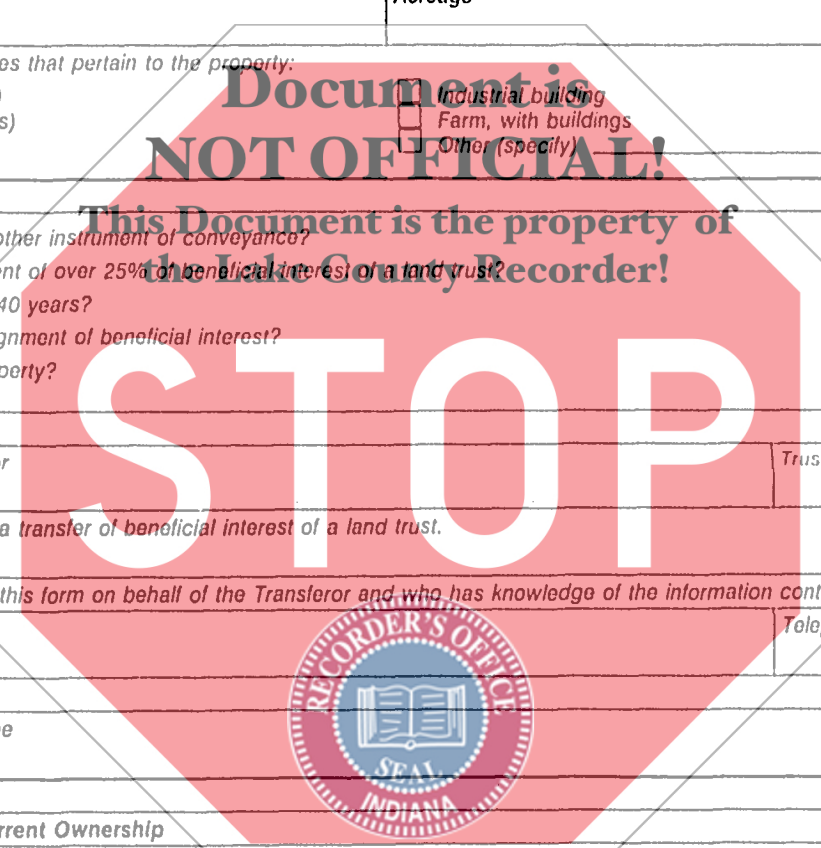 Acreage
es that pertain to the property:
Document is
Industrial building
s)
Farm, with buildings
NOT OFFICIAL!
Other (specify)
This Document is the property of
other instrument of conveyance?
ent of over 25% of beneficial interest of a land trust?
the Lake County Recorder!
40 years?
gnment of beneficial interest?
perty?
STOP
r
Trus
a transfer of beneficial interest of a land trust.
this form on behalf of the Transferor and who has knowledge of the information cont
Tele
RECORDER'S OFFICE
SEAL
INDIANA
e
rrent Ownership